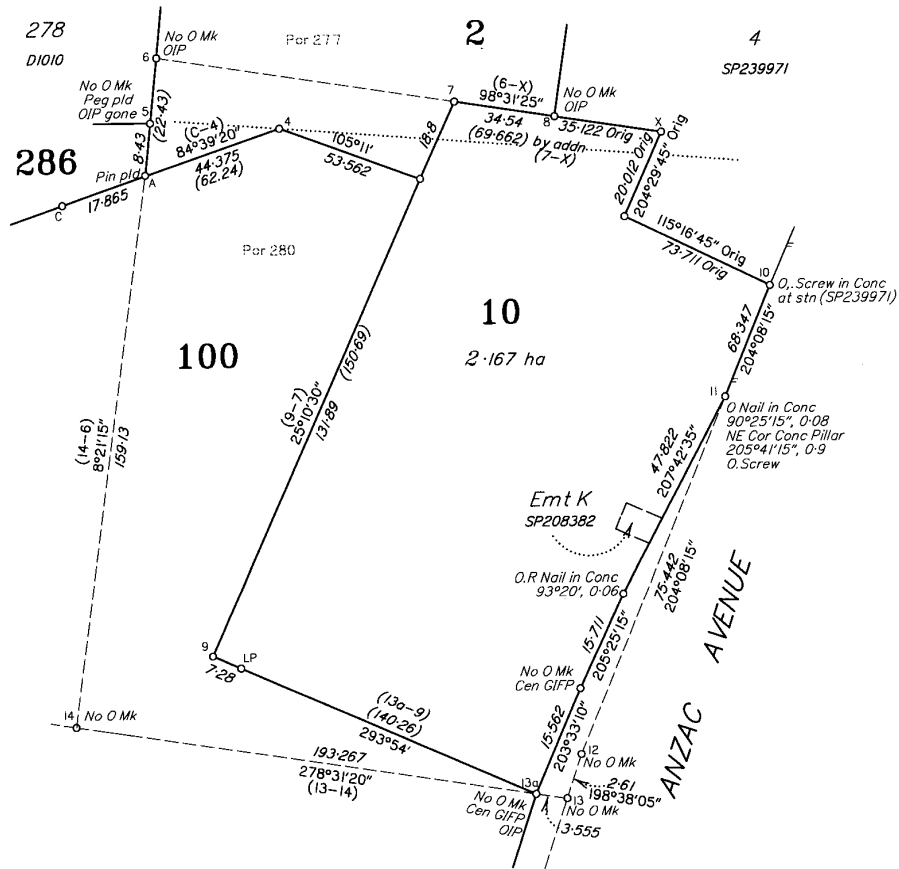 278
D1010
No O Mk
OIP
Por 277
2
4
SP239971
6
7
(6-X)
98°31'25"
8
No O Mk
OIP
34.54
(69.662) by addn
(7-X)
35.122 Orig
X
No O Mk
Peg pld
OIP gone
5
(22.43)
8.43
(C-4)
84°39'20"
44.375
(62.24)
4
105°11'
53.562
18.8
20.012 Orig
204°29'45" Orig
286
Pin pld
A
C
17.865
115°16'45" Orig
73.711 Orig
10
O,.Screw in Conc
at stn (SP239971)
Por 280
10
2.167 ha
100
68.347
204°08'15"
11
O Nail in Conc
90°25'15", 0.08
NE Cor Conc Pillar
205°41'15", 0.9
O.Screw
(9-7)
25°10'30"
131.89
(150.69)
(14-6)
8°21'15"
159.13
47.822
207°42'35"
Emt K
SP208382
75.442
204°08'15"
O.R Nail in Conc
93°20', 0.06
15.711
205°25'15"
ANZAC AVENUE
9
LP
7.28
No O Mk
Cen GIFP
(13a-9)
(140.26)
293°54'
15.562
203°33'10"
14
No O Mk
193.267
278°31'20"
(13-14)
12
No O Mk
13a
2.61
198°38'05"
13
No O Mk
No O Mk
Cen GIFP
OIP
3.555